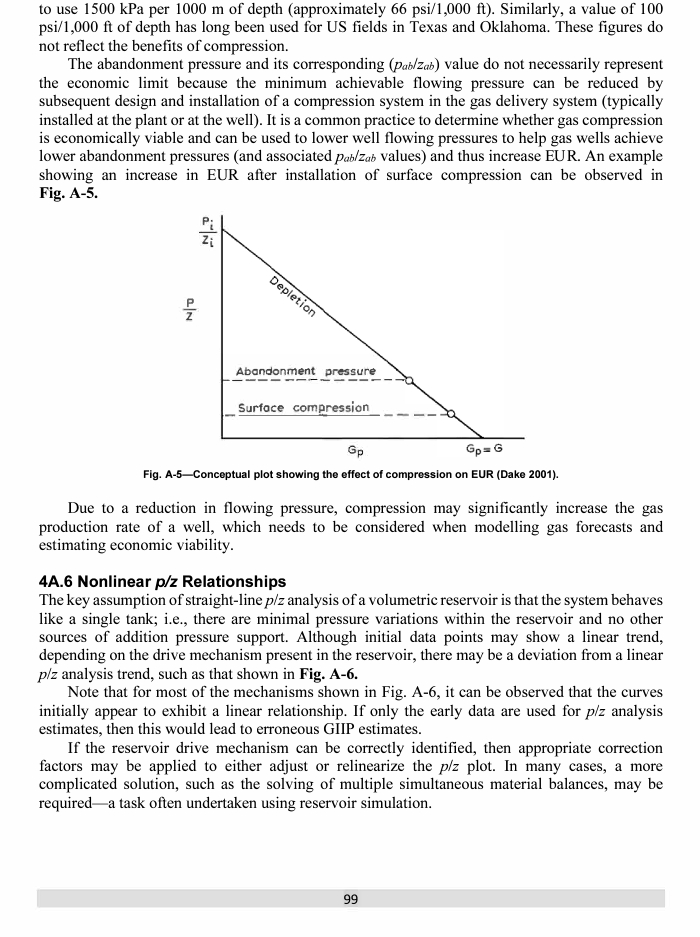 to use 1500 kPa per 1000 m of depth (approximately 66 psi/1,000 ft). Similarly, a value of 100
psi/1,000 ft of depth has long been used for US fields in Texas and Oklahoma. These figures do
not reflect the benefits of compression.
The abandonment pressure and its corresponding (pab/zab) value do not necessarily represent
the economic limit because the minimum achievable flowing pressure can be reduced by
subsequent design and installation of a compression system in the gas delivery system (typically
installed at the plant or at the well). It is a common practice to determine whether gas compression
is economically viable and can be used to lower well flowing pressures to help gas wells achieve
lower abandonment pressures (and associated pab/zab values) and thus increase EUR. An example
showing an increase in EUR after installation of surface compression can be observed in
Fig. A-5.
Pi
Zi
Depletion
P
Z
Abandonment pressure
Surface compression
Gp
Gp = G
Fig. A-5—Conceptual plot showing the effect of compression on EUR (Dake 2001).
Due to a reduction in flowing pressure, compression may significantly increase the gas
production rate of a well, which needs to be considered when modelling gas forecasts and
estimating economic viability.
4A.6 Nonlinear p/z Relationships
The key assumption of straight-line p/z analysis of a volumetric reservoir is that the system behaves
like a single tank; i.e., there are minimal pressure variations within the reservoir and no other
sources of addition pressure support. Although initial data points may show a linear trend,
depending on the drive mechanism present in the reservoir, there may be a deviation from a linear
p/z analysis trend, such as that shown in Fig. A-6.
Note that for most of the mechanisms shown in Fig. A-6, it can be observed that the curves
initially appear to exhibit a linear relationship. If only the early data are used for p/z analysis
estimates, then this would lead to erroneous GIIP estimates.
If the reservoir drive mechanism can be correctly identified, then appropriate correction
factors may be applied to either adjust or relinearize the p/z plot. In many cases, a more
complicated solution, such as the solving of multiple simultaneous material balances, may be
required—a task often undertaken using reservoir simulation.
99